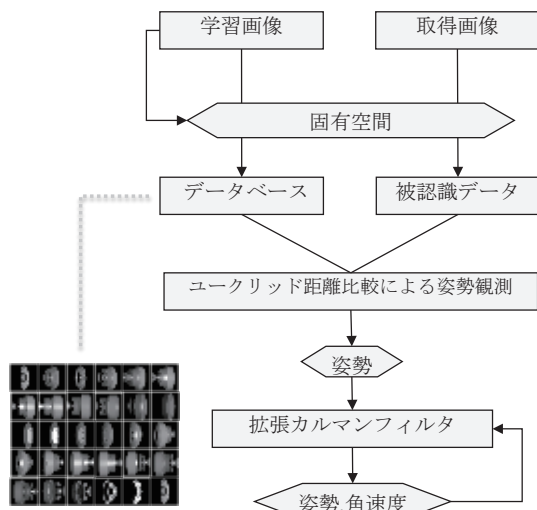 学習画像
取得画像
固有空間
データベース
被認識データ
ユークリッド距離比較による姿勢観測
姿勢
拡張カルマンフィルタ
姿勢,角速度